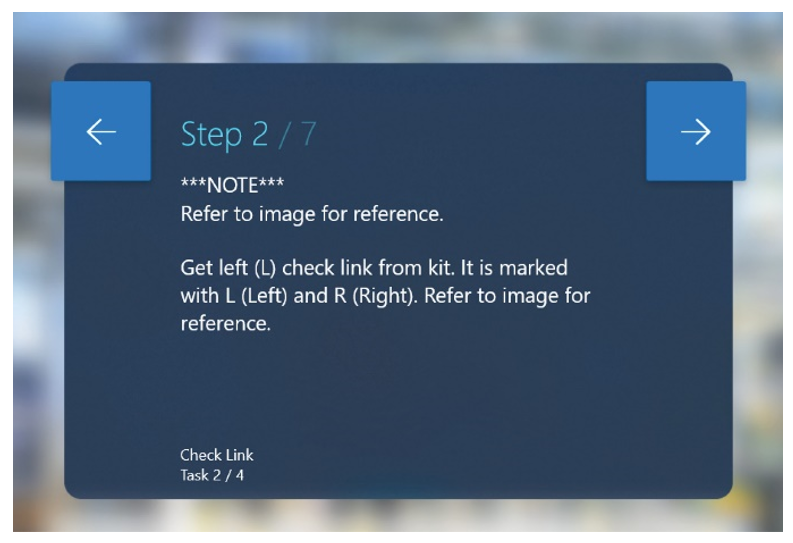 Step 2 / 7
***NOTE***
Refer to image for reference.
Get left (L) check link from kit. It is marked
with L (Left) and R (Right). Refer to image for
reference.
Check Link
Task 2 / 4